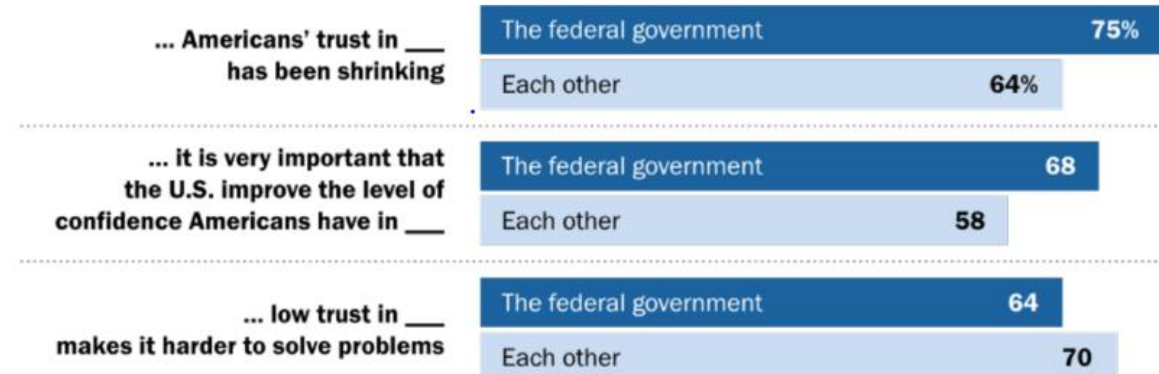 ... Americans' trust in ___
has been shrinking
The federal government 75%
Each other 64%
... it is very important that
the U.S. improve the level of
confidence Americans have in ___
The federal government 68
Each other 58
... low trust in ___
makes it harder to solve problems
The federal government 64
Each other 70